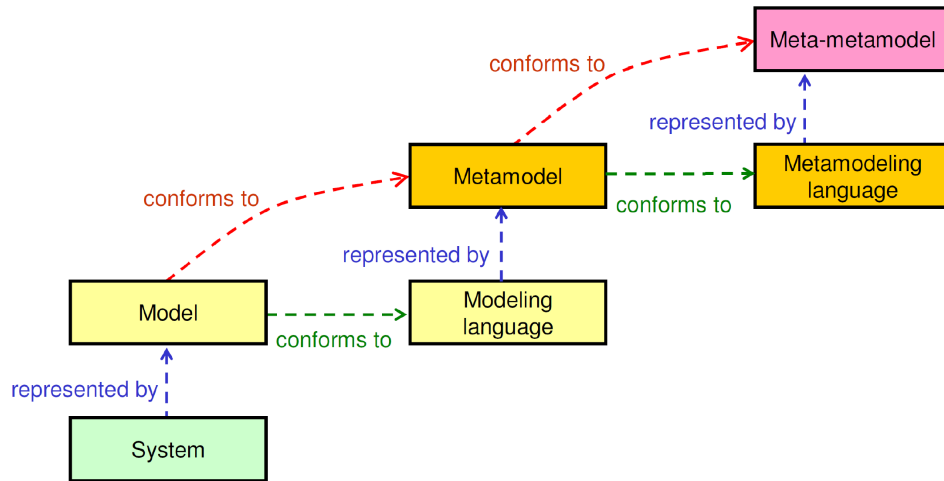 Meta-metamodel
conforms to
represented by
Metamodel
Metamodeling
language
conforms to
conforms to
represented by
Model
Modeling
language
conforms to
represented by
System